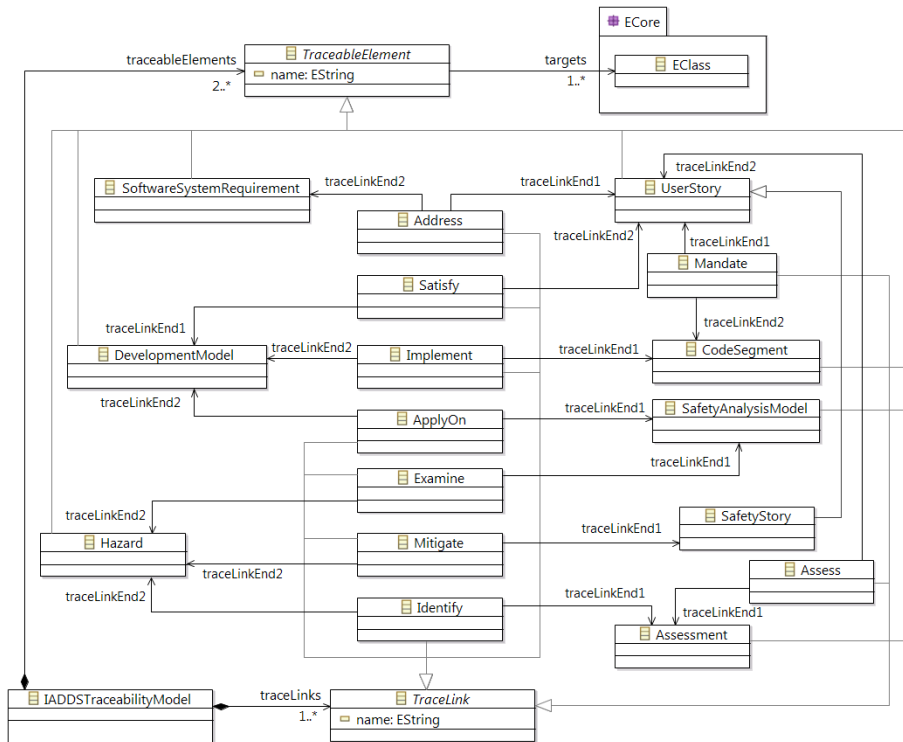 ECore
traceableElements
TraceableElement
targets
EClass
name: EString
2..*
1..*
traceLinkEnd2
SoftwareSystemRequirement
traceLinkEnd2
traceLinkEnd1
UserStory
Address
traceLinkEnd2
traceLinkEnd1
Mandate
Satisfy
traceLinkEnd2
traceLinkEnd1
DevelopmentModel
traceLinkEnd2
Implement
traceLinkEnd1
CodeSegment
traceLinkEnd2
traceLinkEnd1
SafetyAnalysisModel
ApplyOn
traceLinkEnd1
Examine
traceLinkEnd2
SafetyStory
traceLinkEnd1
Hazard
Mitigate
traceLinkEnd2
Assess
traceLinkEnd2
traceLinkEnd1
Identify
traceLinkEnd1
Assessment
IADDSTraceabilityModel
traceLinks
TraceLink
1..*
name: EString